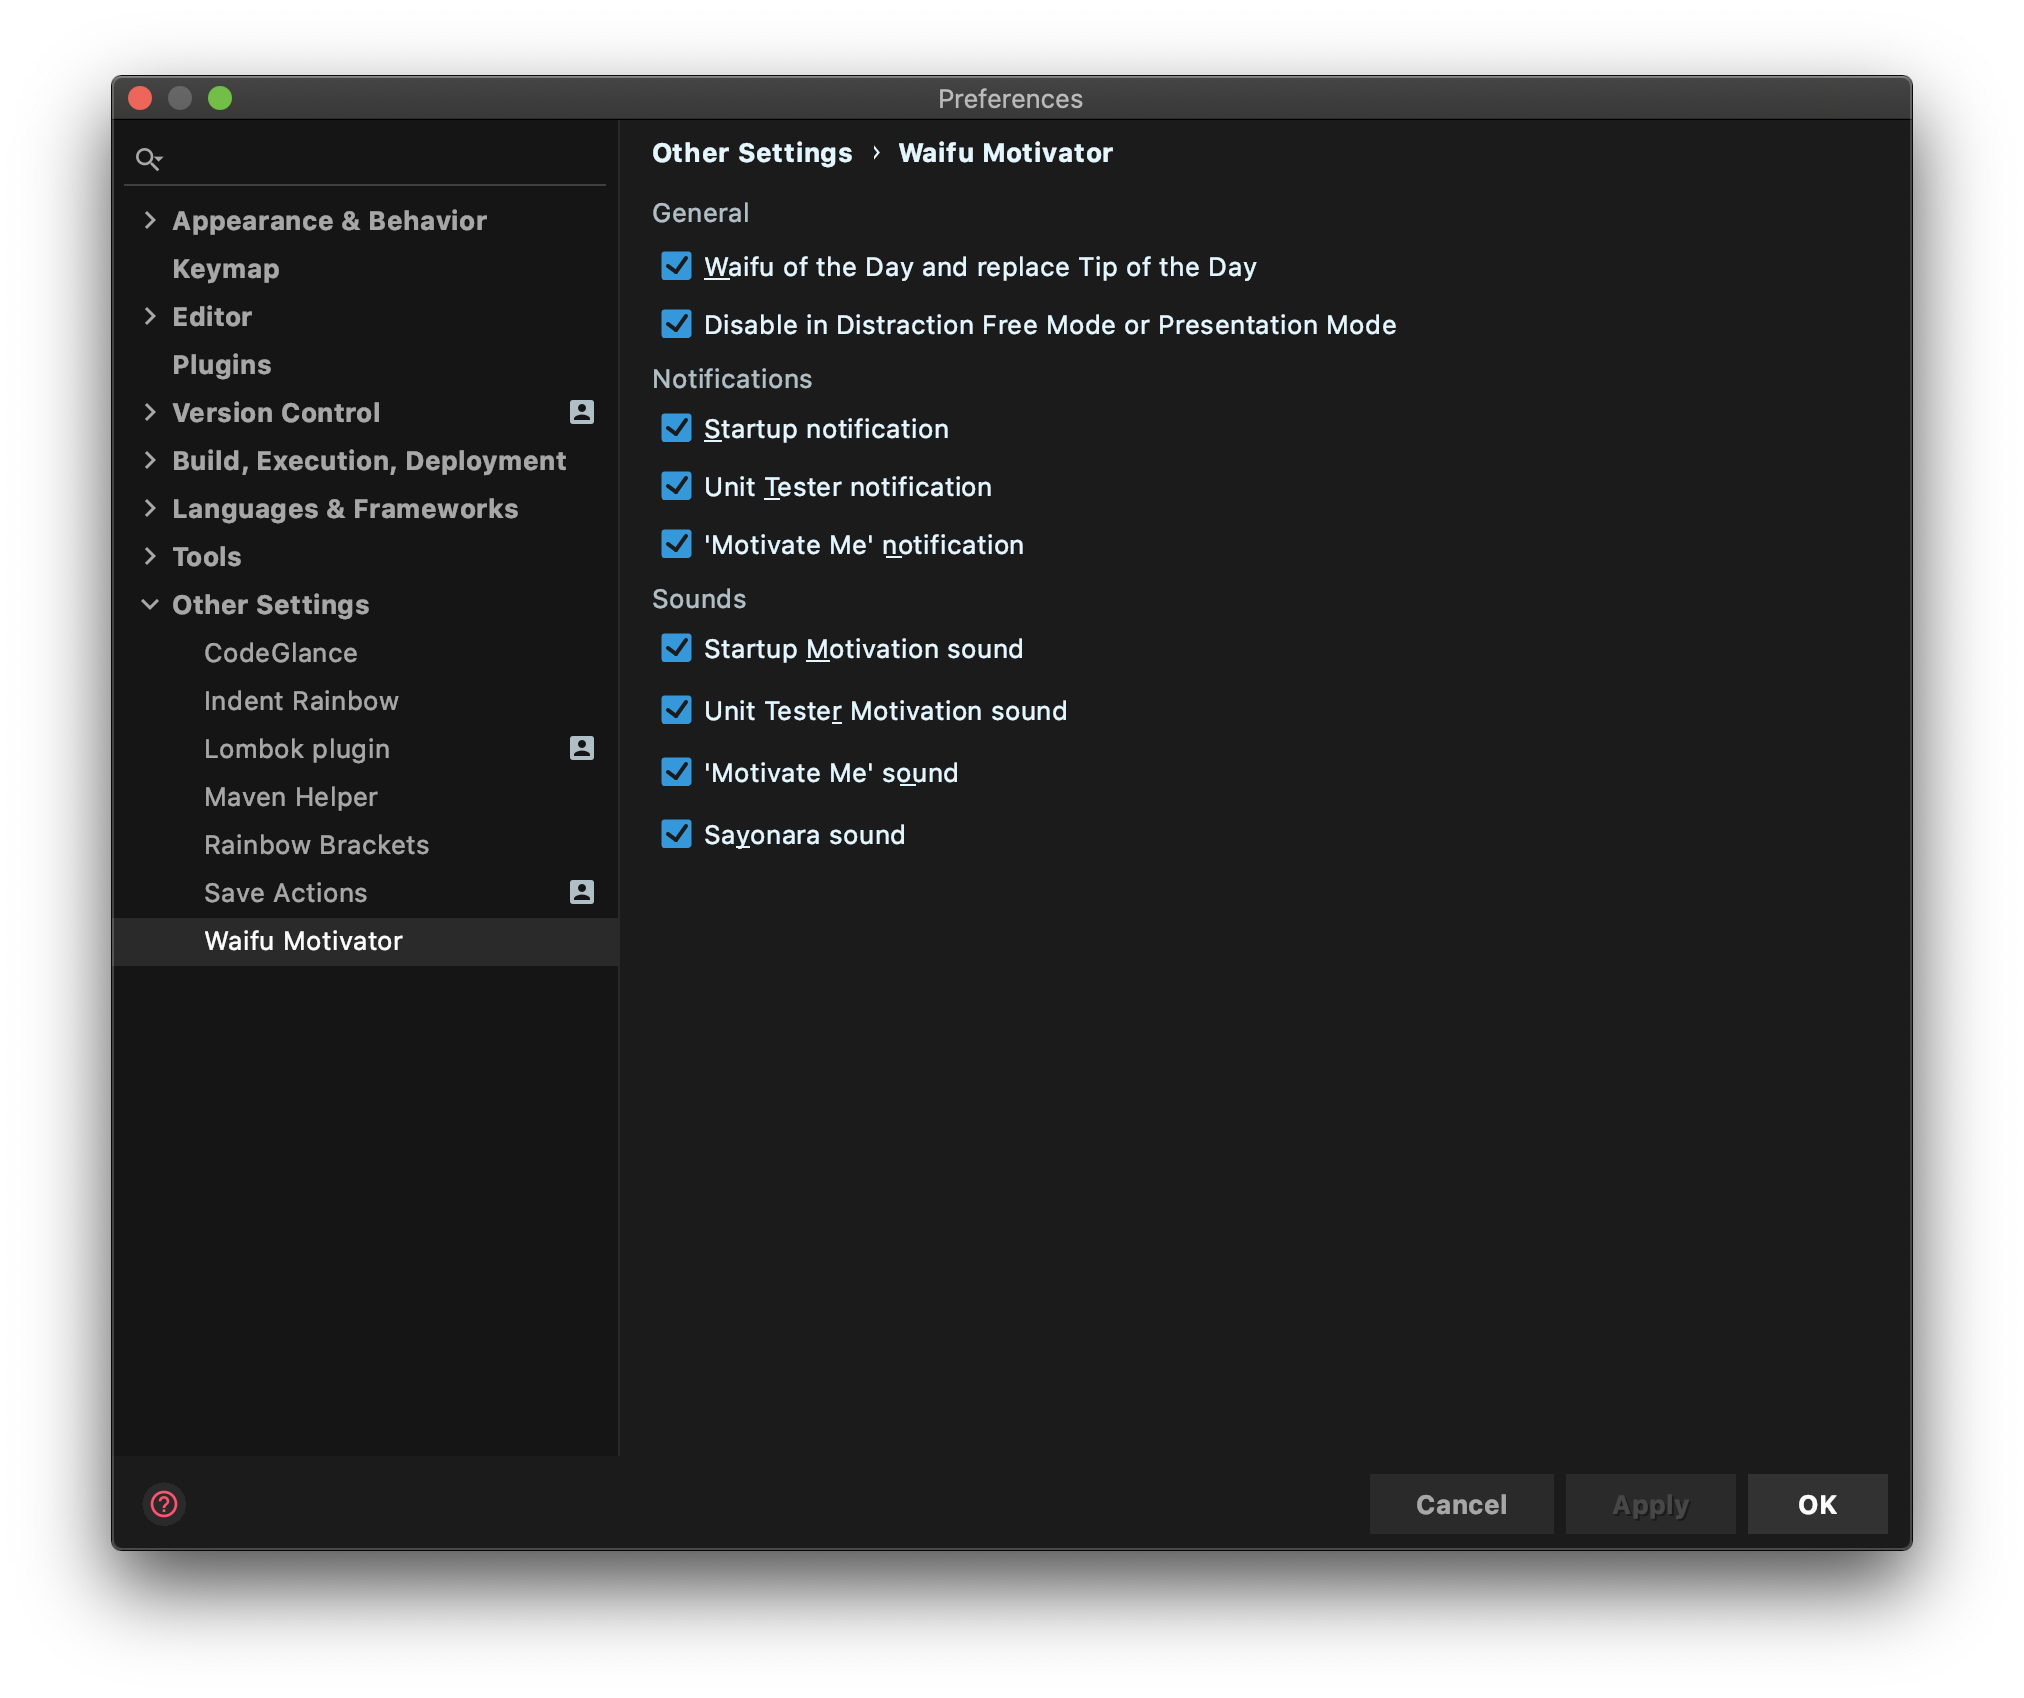 Preferences
Appearance & Behavior
Keymap
Editor
Plugins
Version Control
Build, Execution, Deployment
Languages & Frameworks
Tools
Other Settings
CodeGlance
Indent Rainbow
Lombok plugin
Maven Helper
Rainbow Brackets
Save Actions
Waifu Motivator
Other Settings › Waifu Motivator
General
Waifu of the Day and replace Tip of the Day
Disable in Distraction Free Mode or Presentation Mode
Notifications
Startup notification
Unit Tester notification
'Motivate Me' notification
Sounds
Startup Motivation sound
Unit Tester Motivation sound
'Motivate Me' sound
Sayonara sound
?
Cancel
Apply
OK